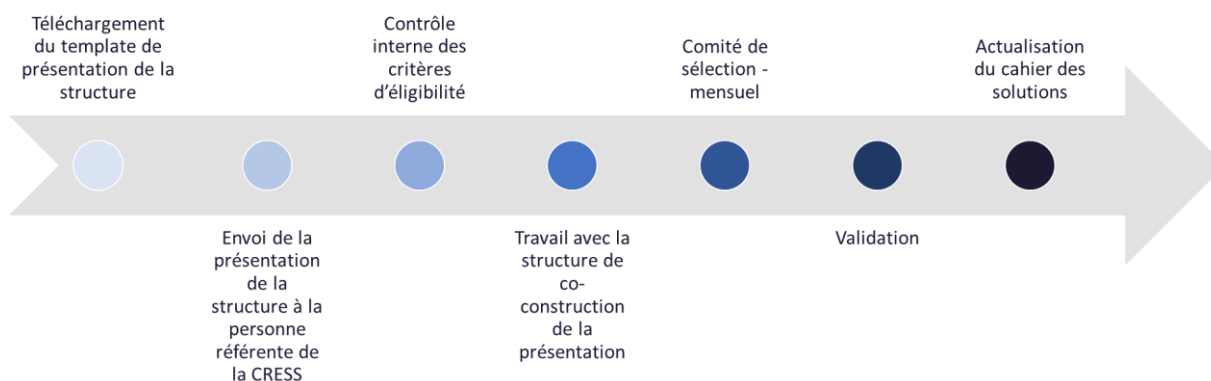 Téléchargement
du template de
présentation de la
structure
Envoi de la
présentation
de la
structure à la
personne
référente de
la CRESS
Contrôle
interne des
critères
d'éligibilité
Travail avec la
structure de
co-
construction
de la
présentation
Comité de
sélection -
mensuel
Validation
Actualisation
du cahier des
solutions